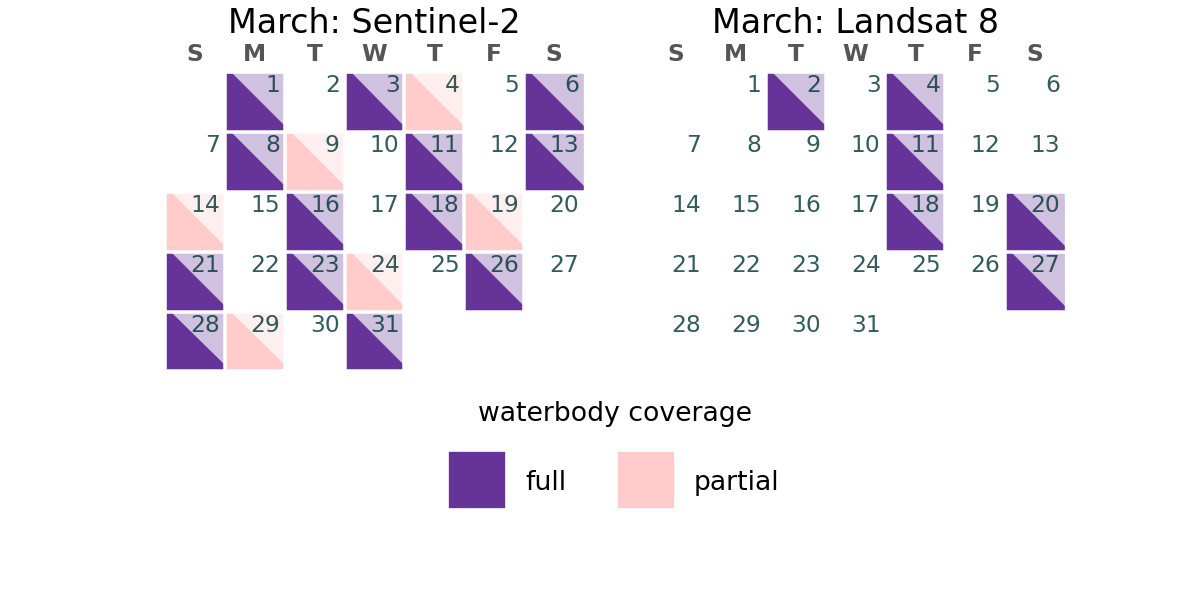 March: Sentinel-2
S M T W T F S
1 2 3 4 5 6
7 8 9 10 11 12 13
14 15 16 17 18 19 20
21 22 23 24 25 26 27
28 29 30 31
March: Landsat 8
S M T W T F S
1 2 3 4 5 6
7 8 9 10 11 12 13
14 15 16 17 18 19 20
21 22 23 24 25 26 27
28 29 30 31
waterbody coverage
full partial